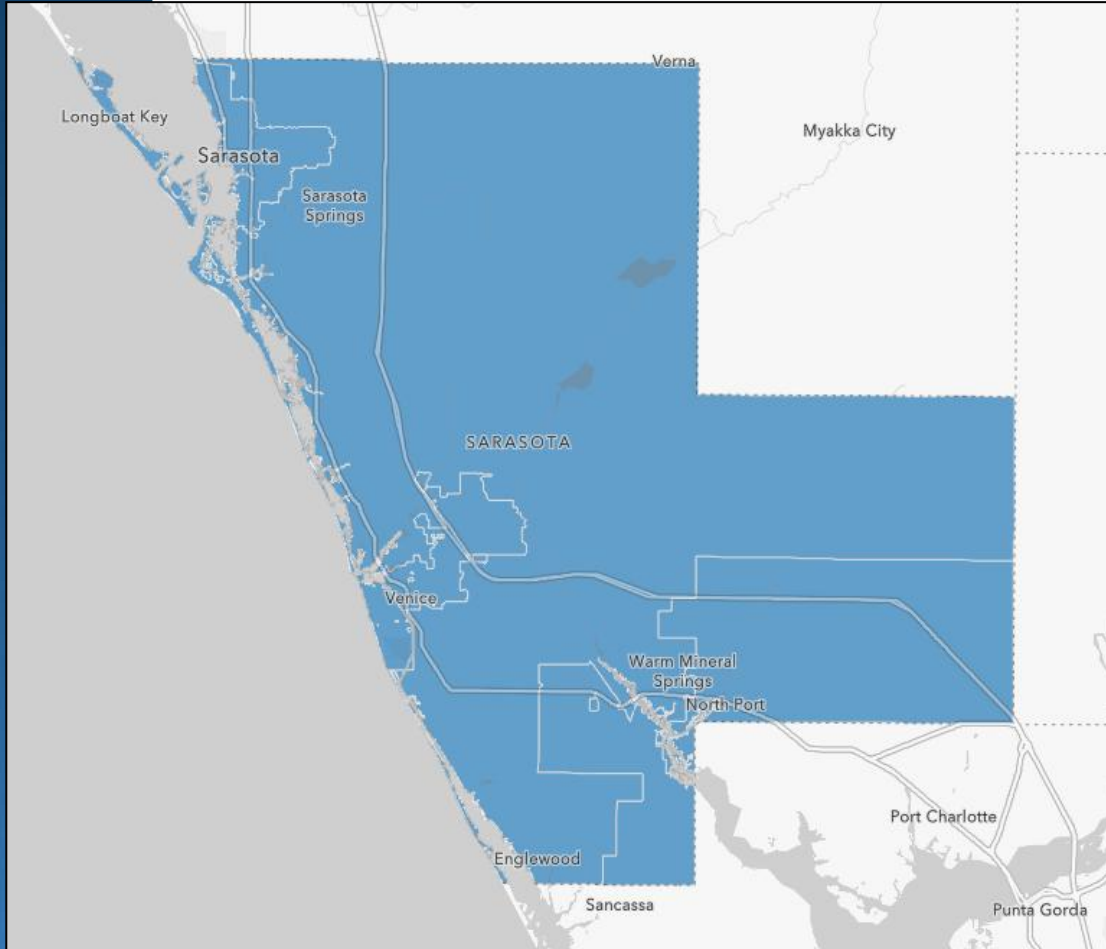 Verna
Longboat Key
Myakka City
Sarasota
Sarasota
Springs
SARASOTA
Venice
Warm Mineral
Springs
North Port
Port Charlotte
Englewood
Sancassa
Punta Gorda